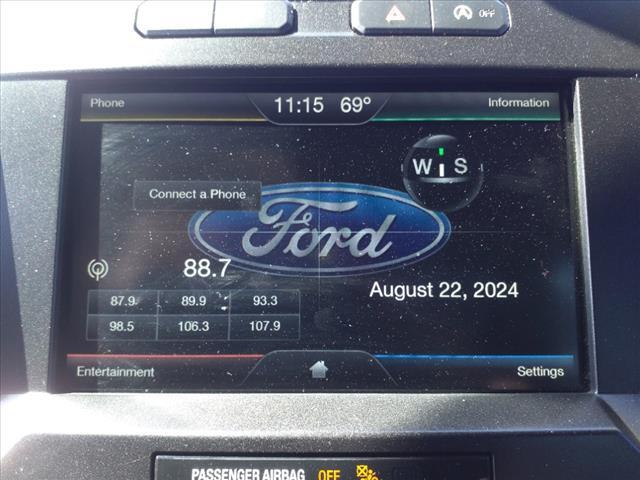 OFF
Phone 11:15 69° Information
W S
Connect a Phone
Ford
88.7
87.9 89.9 93.3
August 22, 2024
98.5 106.3 107.9
Entertainment Settings
PASSENGER AIRBAG OFF